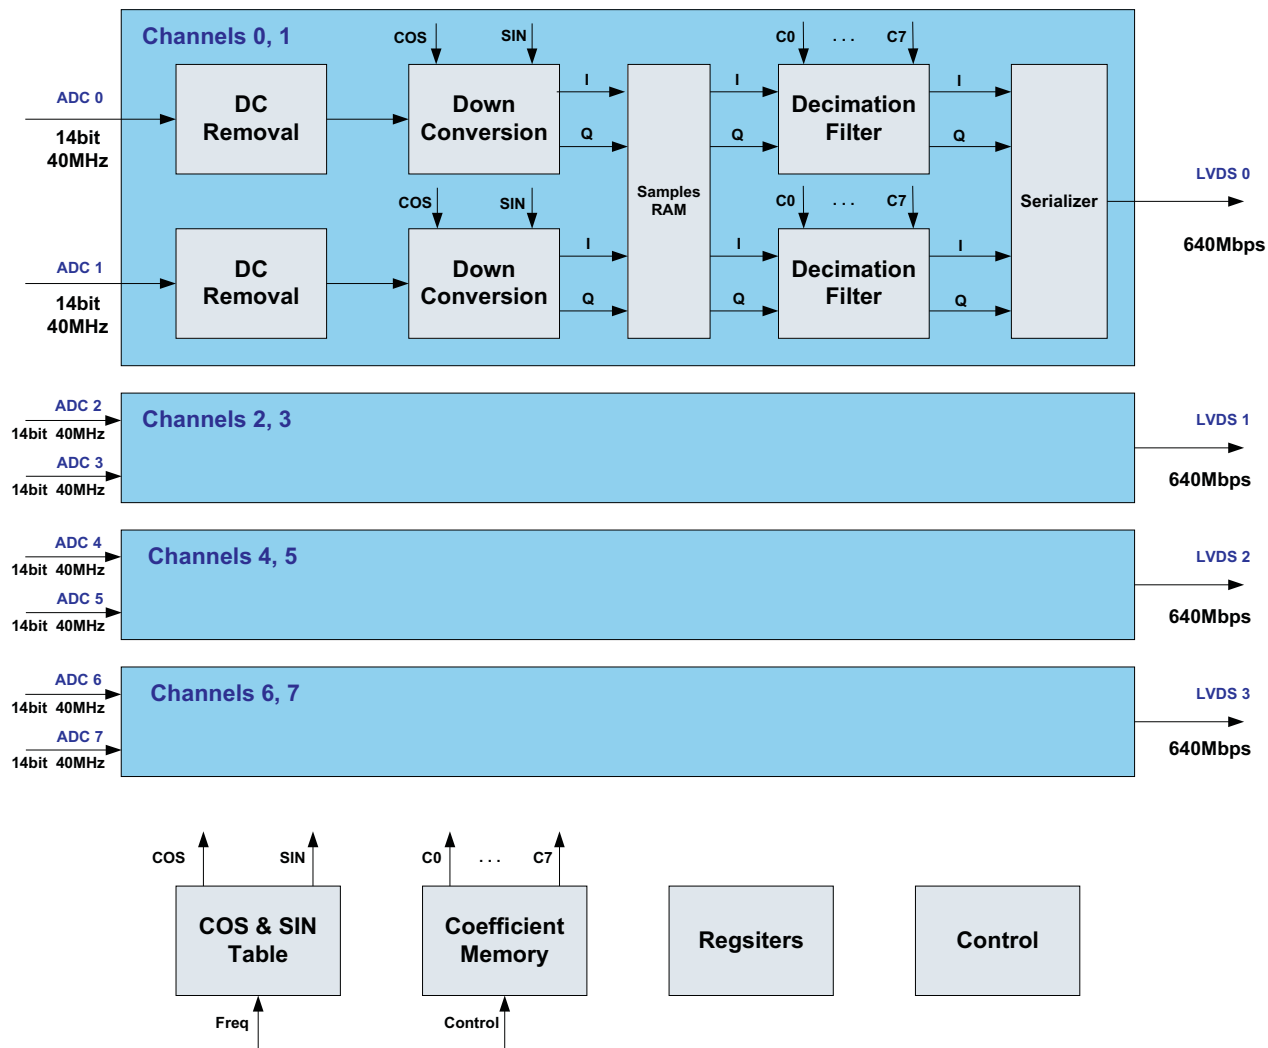 Channels 0, 1
COS SIN C0 . . . C7
ADC 0
14bit
40MHz
DC
Removal
Down
Conversion
I
Q
Samples
RAM
I
Q
Decimation
Filter
I
Q
Serializer
LVDS 0
640Mbps
COS SIN C0 . . . C7
ADC 1
14bit
40MHz
DC
Removal
Down
Conversion
I
Q
I
Q
Decimation
Filter
I
Q
ADC 2
14bit 40MHz
ADC 3
14bit 40MHz
Channels 2, 3
LVDS 1
640Mbps
ADC 4
14bit 40MHz
ADC 5
14bit 40MHz
Channels 4, 5
LVDS 2
640Mbps
ADC 6
14bit 40MHz
ADC 7
14bit 40MHz
Channels 6, 7
LVDS 3
640Mbps
COS SIN C0 . . . C7
COS & SIN
Table
Coefficient
Memory
Regsiters
Control
Freq
Control